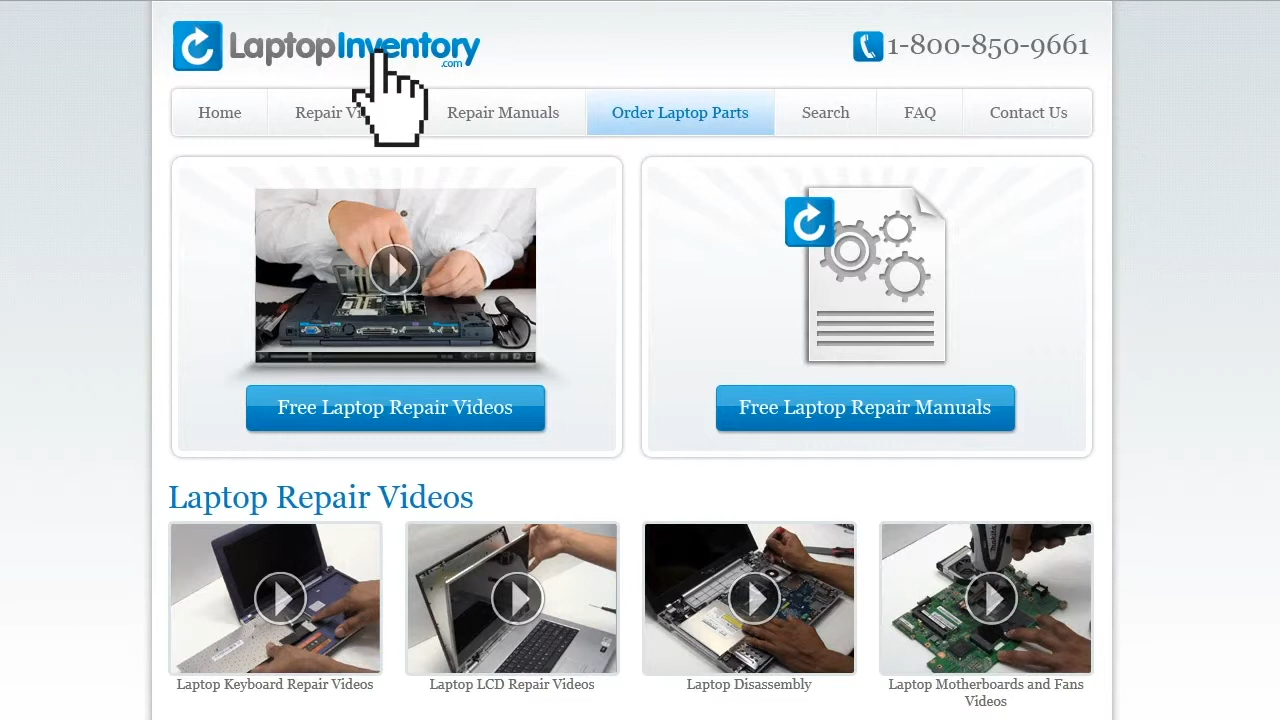 LaptopInventory
.com
1-800-850-9661
Home
Repair Vi
Repair Manuals
Order Laptop Parts
Search
FAQ
Contact Us
Free Laptop Repair Videos
Free Laptop Repair Manuals
Laptop Repair Videos
Laptop Keyboard Repair Videos
Laptop LCD Repair Videos
Laptop Disassembly
Laptop Motherboards and Fans
Videos